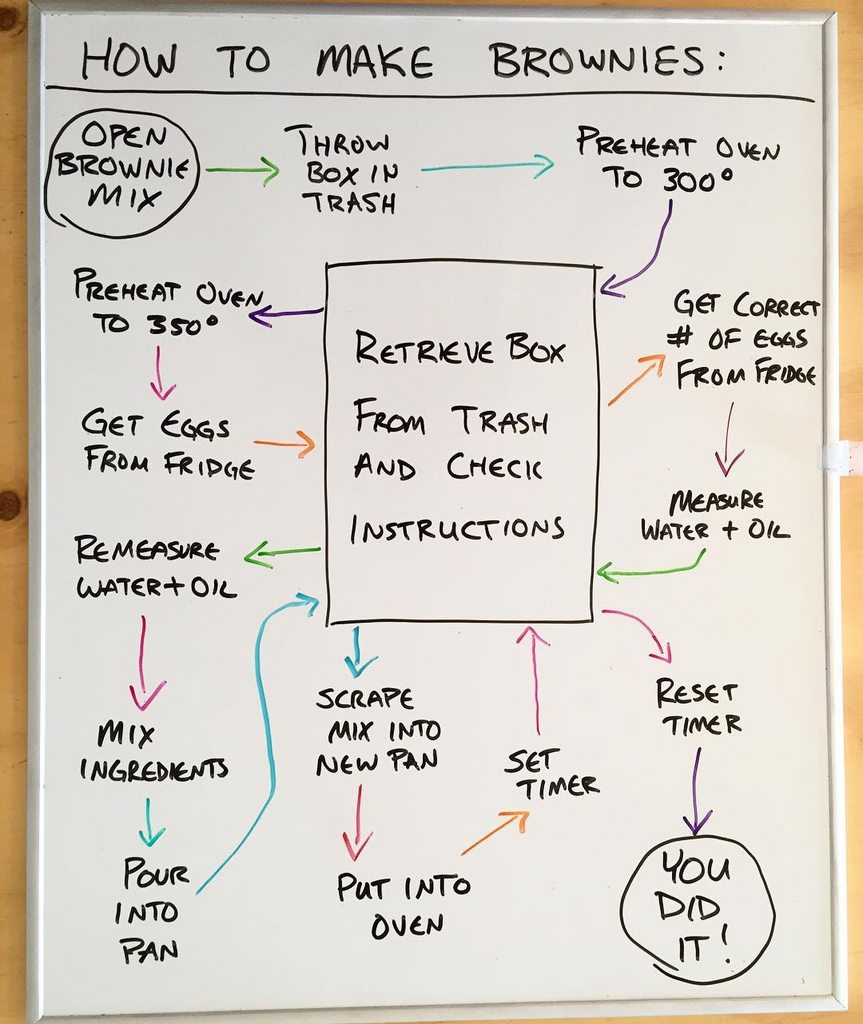 HOW TO MAKE BROWNIES:
OPEN
BROWNIE
MIX
THROW
BOX IN
TRASH
PREHEAT OVEN
TO 300°
RETRIEVE BOX
FROM TRASH
AND CHECK
INSTRUCTIONS
PREHEAT OVEN
TO 350°
GET EGGS
FROM FRIDGE
GET CORRECT
# OF EGGS
FROM FRIDGE
MEASURE
WATER + OIL
REMEASURE
WATER + OIL
MIX
INGREDIENTS
POUR
INTO
PAN
SCRAPE
MIX INTO
NEW PAN
PUT INTO
OVEN
SET
TIMER
RESET
TIMER
YOU
DID
IT!